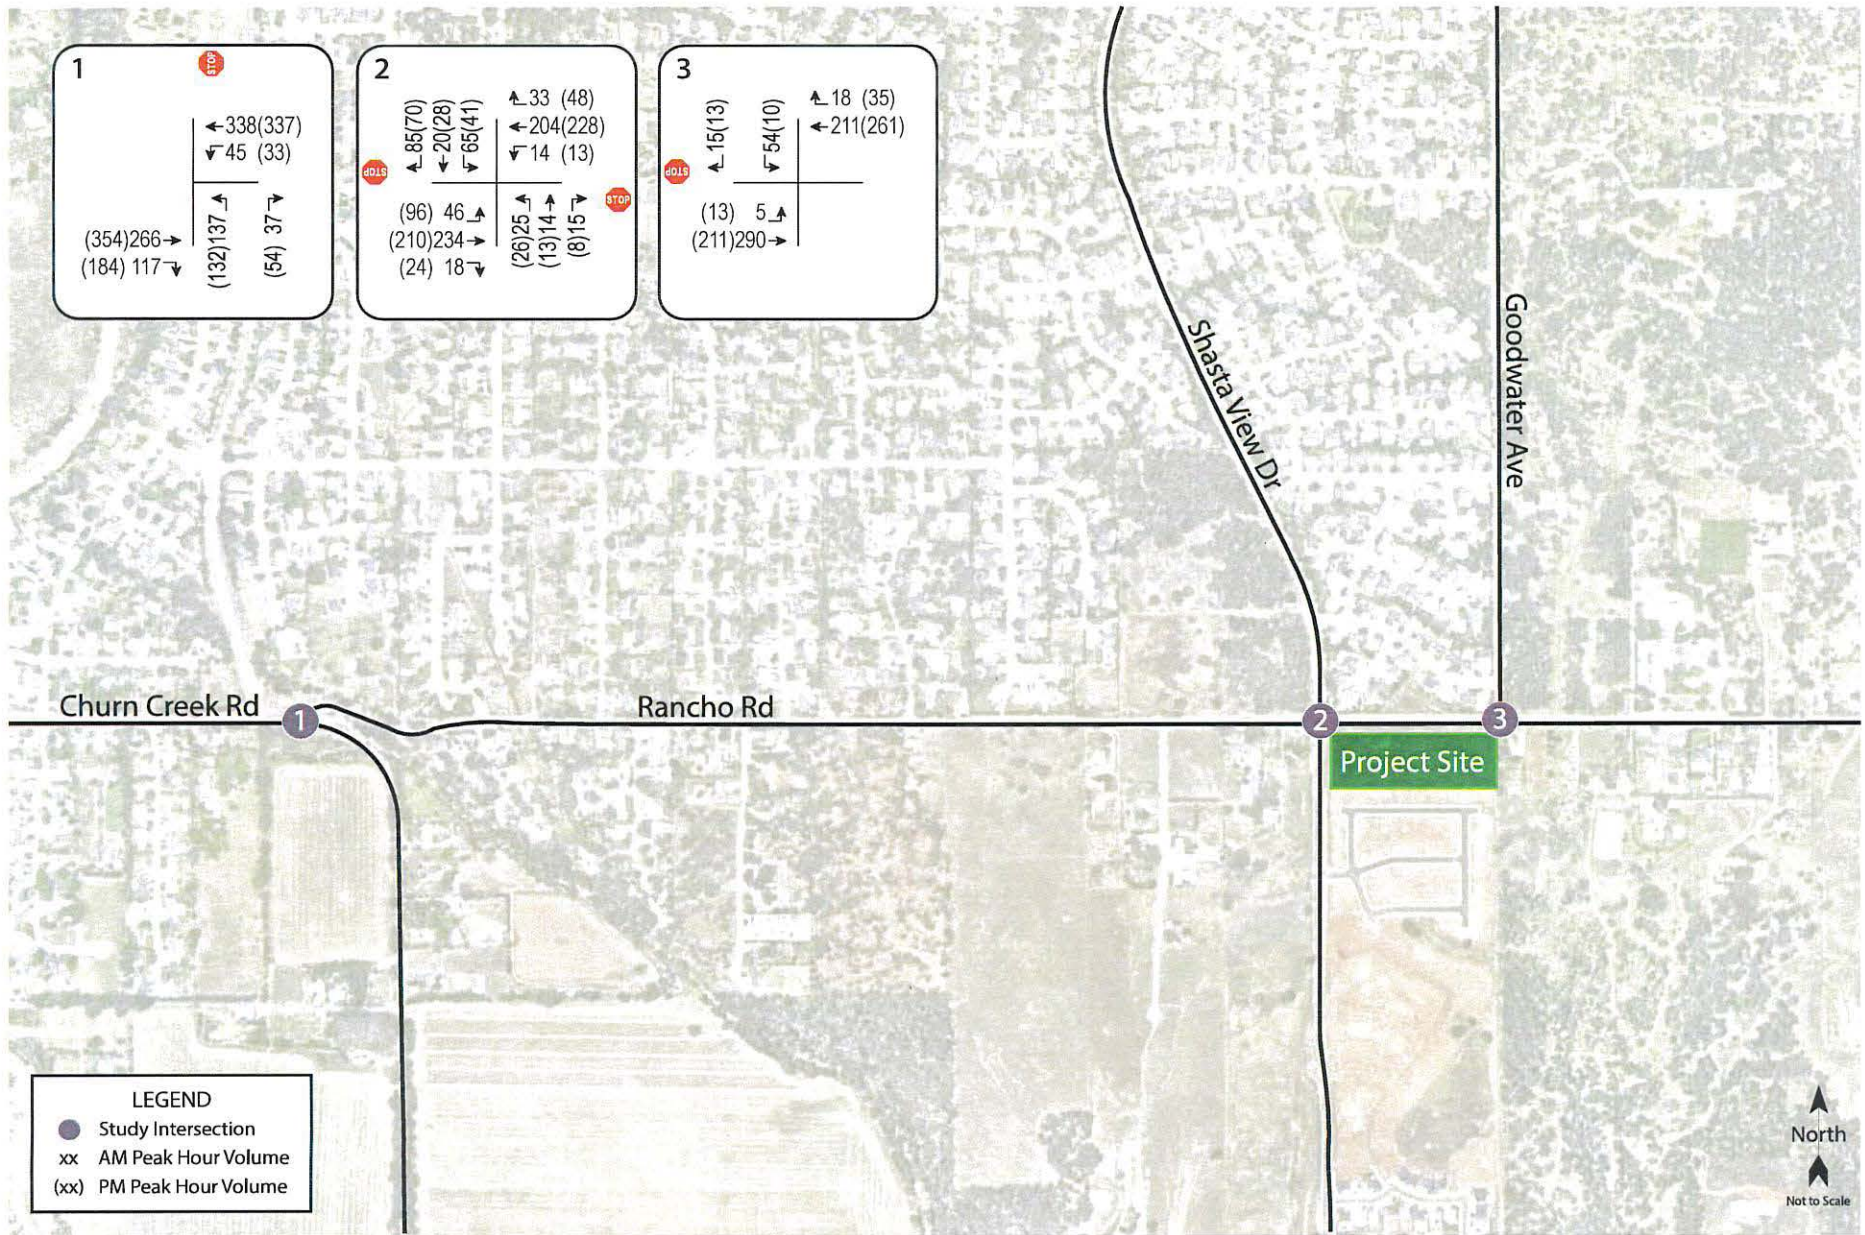 1
STOP
←338(337)
45 (33)
(354)266→
(184) 117
(132)137
(54) 37
2
85(70)
20(28)
65(41)
33 (48)
←204(228)
14 (13)
STOP
STOP
(96) 46
(210)234→
(24) 18
(26)25
(13)14
(8)15
3
15(13)
54(10)
18 (35)
←211(261)
STOP
(13) 5
(211)290→
Shasta View Dr
Goodwater Ave
Churn Creek Rd
1
Rancho Rd
2
3
Project Site
LEGEND
Study Intersection
xx AM Peak Hour Volume
(xx) PM Peak Hour Volume
North
Not to Scale